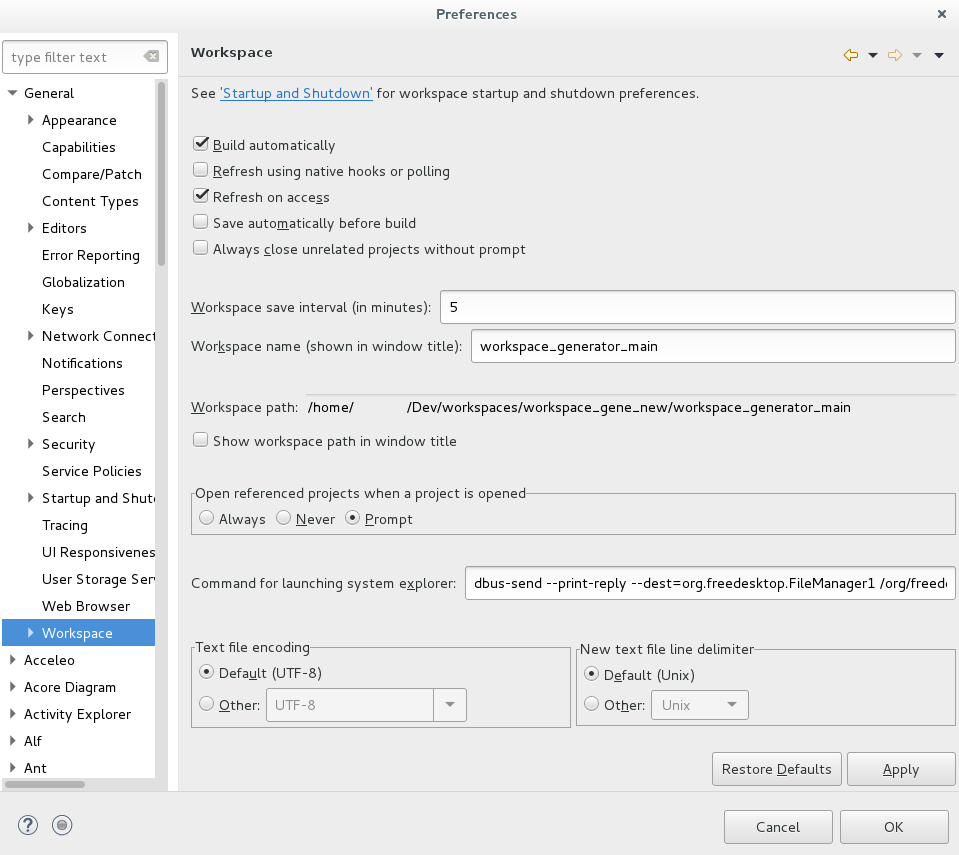 Preferences
type filter text
General
Appearance
Capabilities
Compare/Patch
Content Types
Editors
Error Reporting
Globalization
Keys
Network Connect
Notifications
Perspectives
Search
Security
Service Policies
Startup and Shut
Tracing
UI Responsivenes
User Storage Ser
Web Browser
Workspace
Acceleo
Acore Diagram
Activity Explorer
Alf
Ant
Workspace
See 'Startup and Shutdown' for workspace startup and shutdown preferences.
Build automatically
Refresh using native hooks or polling
Refresh on access
Save automatically before build
Always close unrelated projects without prompt
Workspace save interval (in minutes): 5
Workspace name (shown in window title): workspace_generator_main
Workspace path: /home/ /Dev/workspaces/workspace_gene_new/workspace_generator_main
Show workspace path in window title
Open referenced projects when a project is opened
Always Never Prompt
Command for launching system explorer: dbus-send --print-reply --dest=org.freedesktop.FileManager1 /org/freed
Text file encoding
Default (UTF-8)
Other: UTF-8
New text file line delimiter
Default (Unix)
Other: Unix
Restore Defaults Apply
? Cancel OK